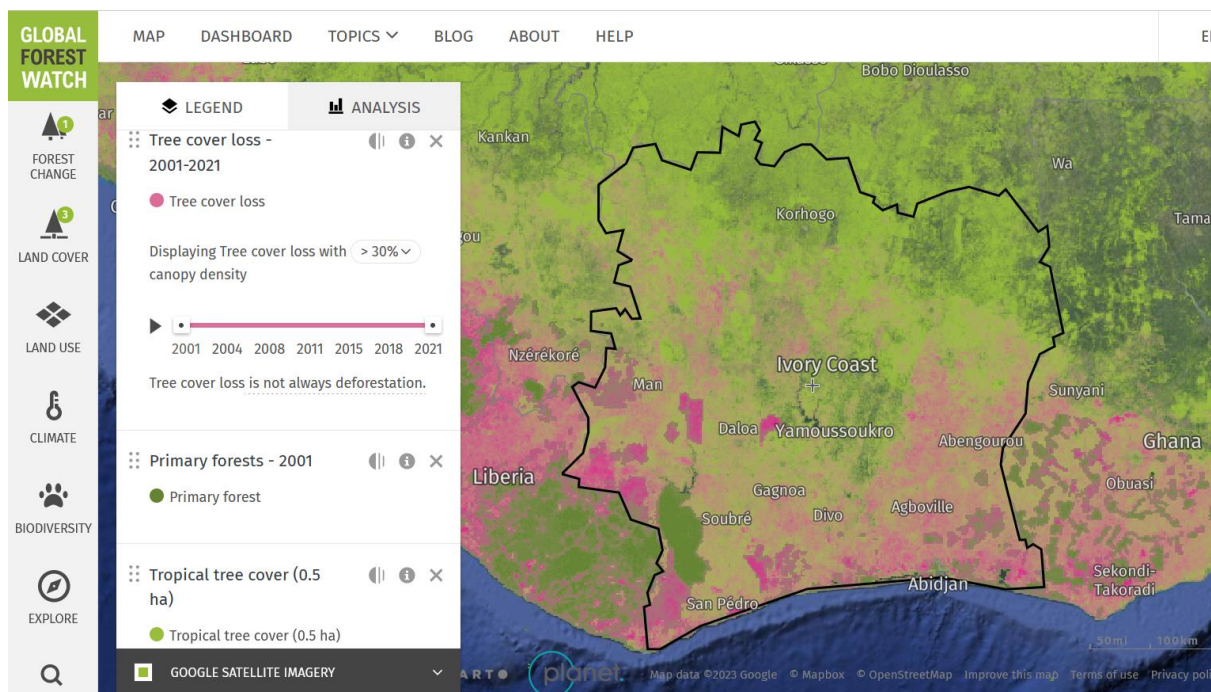 GLOBAL
FOREST
WATCH
MAP DASHBOARD TOPICS BLOG ABOUT HELP
1
FOREST
CHANGE
3
LAND COVER
LAND USE
CLIMATE
BIODIVERSITY
EXPLORE
LEGEND ANALYSIS
Tree cover loss -
2001-2021
Tree cover loss
Displaying Tree cover loss with > 30%
canopy density
2001 2004 2008 2011 2015 2018 2021
Tree cover loss is not always deforestation.
Primary forests - 2001
Primary forest
Tropical tree cover (0.5
ha)
Tropical tree cover (0.5 ha)
GOOGLE SATELLITE IMAGERY
Bobo Dioulasso
Kankan
Wa
Korhogo
Nzérékoré
Man
Ivory Coast
Sunyani
Daloa
Yamoussoukro
Abengourou
Ghana
Liberia
Gagnoa
Obuasi
Soubré
Divo
Agboville
Sekondi-
Takoradi
San Pédro
Abidjan
50mi 100km
planet.
Map data ©2023 Google © Mapbox © OpenStreetMap Improve this map Terms of use